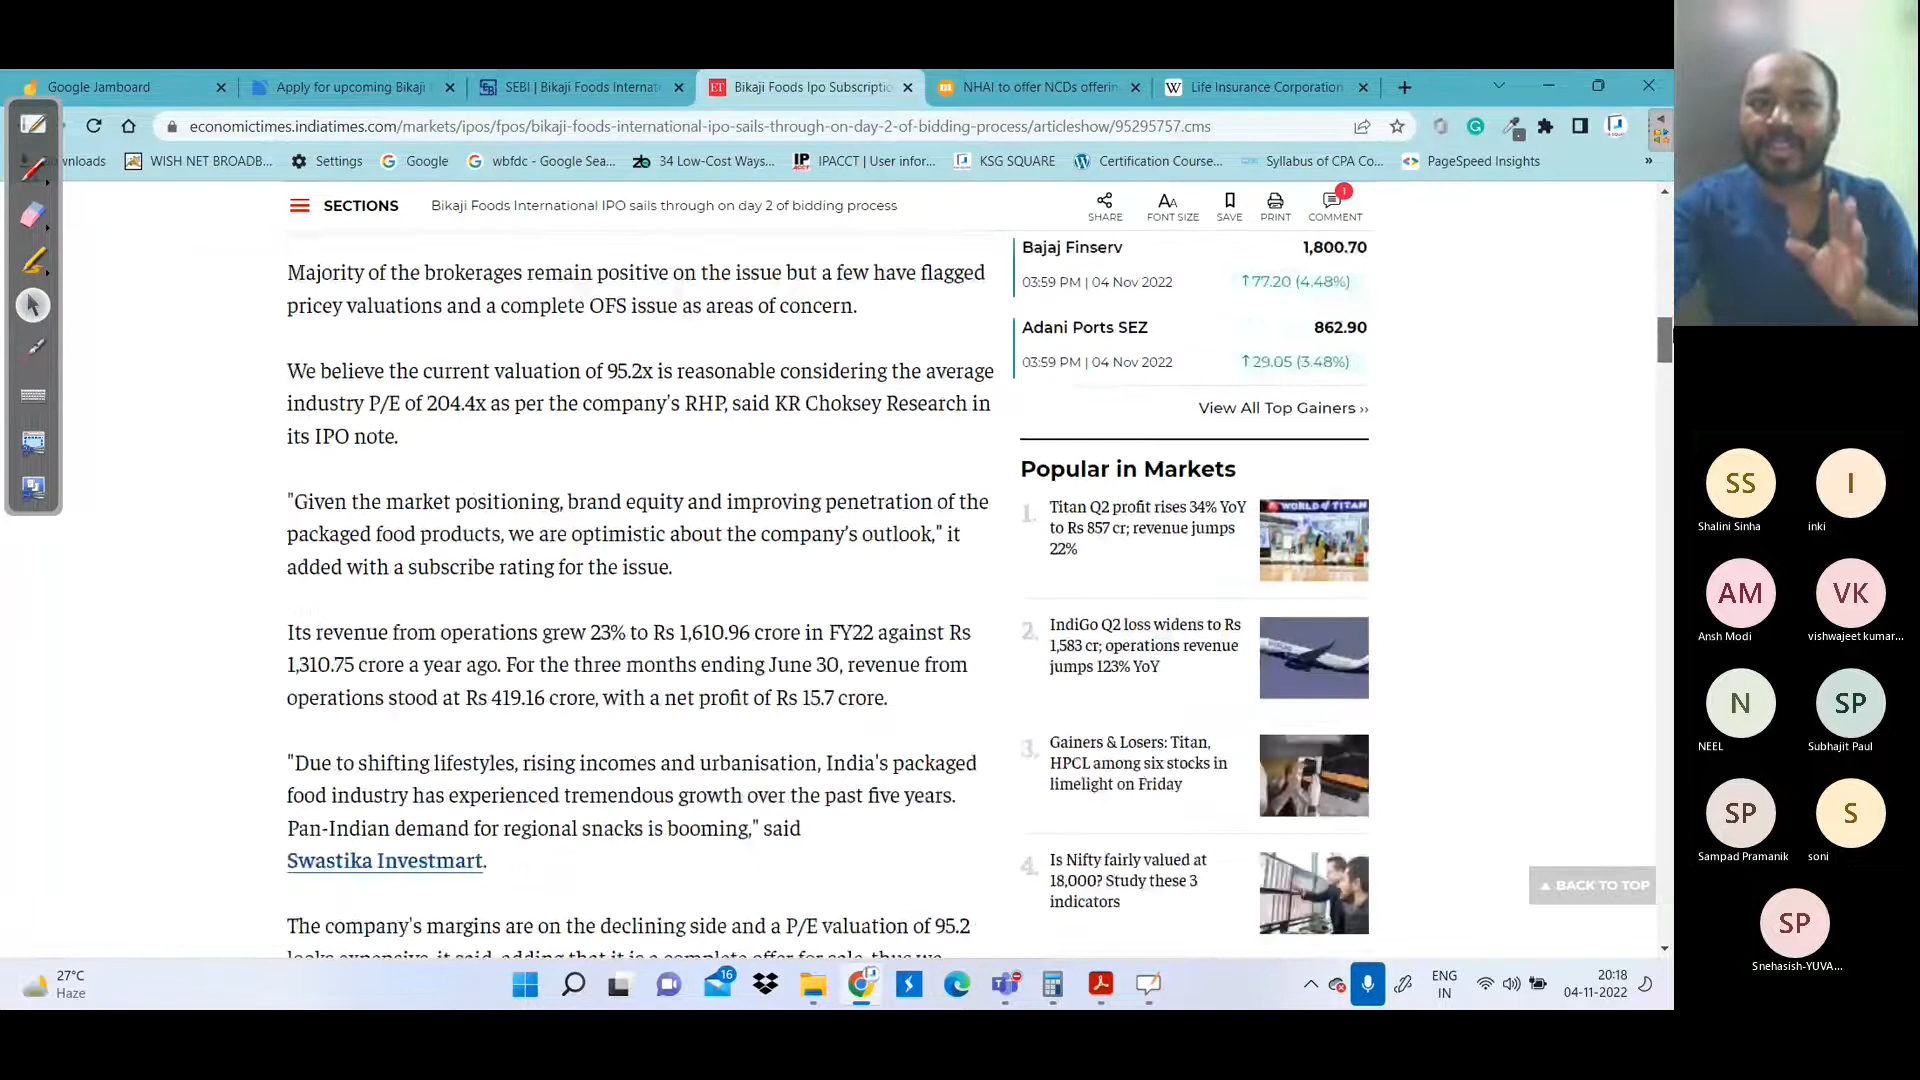 Google Jamboard
Apply for upcoming Bikaji
SEBI | Bikaji Foods Internat
ET Bikaji Foods Ipo Subscriptio
NHAI to offer NCDs offerin
W Life Insurance Corporation
economictimes.indiatimes.com/markets/ipos/fpos/bikaji-foods-international-ipo-sails-through-on-day-2-of-bidding-process/articleshow/95295757.cms
wnloads
WISH NET BROADB...
Settings
Google
wbfdc - Google Sea...
34 Low-Cost Ways...
IPACCT | User infor...
KSG SQUARE
Certification Course...
Syllabus of CPA Co...
PageSpeed Insights
SECTIONS
Bikaji Foods International IPO sails through on day 2 of bidding process
SHARE
FONT SIZE
SAVE
PRINT
1
COMMENT
Majority of the brokerages remain positive on the issue but a few have flagged
pricey valuations and a complete OFS issue as areas of concern.
We believe the current valuation of 95.2x is reasonable considering the average
industry P/E of 204.4x as per the company's RHP, said KR Choksey Research in
its IPO note.
"Given the market positioning, brand equity and improving penetration of the
packaged food products, we are optimistic about the company's outlook," it
added with a subscribe rating for the issue.
Its revenue from operations grew 23% to Rs 1,610.96 crore in FY22 against Rs
1,310.75 crore a year ago. For the three months ending June 30, revenue from
operations stood at Rs 419.16 crore, with a net profit of Rs 15.7 crore.
"Due to shifting lifestyles, rising incomes and urbanisation, India's packaged
food industry has experienced tremendous growth over the past five years.
Pan-Indian demand for regional snacks is booming," said
Swastika Investmart.
The company's margins are on the declining side and a P/E valuation of 95.2
looks expensive, it said, adding that it is a complete offer for sale, thus we
Bajaj Finserv 1,800.70
03:59 PM | 04 Nov 2022 ↑77.20 (4.48%)
Adani Ports SEZ 862.90
03:59 PM | 04 Nov 2022 ↑29.05 (3.48%)
View All Top Gainers ››
Popular in Markets
1. Titan Q2 profit rises 34% YoY
to Rs 857 cr; revenue jumps
22%
WORLD of TITAN
2. IndiGo Q2 loss widens to Rs
1,583 cr; operations revenue
jumps 123% YoY
3. Gainers & Losers: Titan,
HPCL among six stocks in
limelight on Friday
4. Is Nifty fairly valued at
18,000? Study these 3
indicators
▲ BACK TO TOP
27°C
Haze
16
ENG
IN
20:18
04-11-2022
SS
Shalini Sinha
I
inki
AM
Ansh Modi
VK
vishwajeet kumar...
N
NEEL
SP
Subhajit Paul
SP
Sampad Pramanik
S
soni
SP
Snehasish-YUVA...